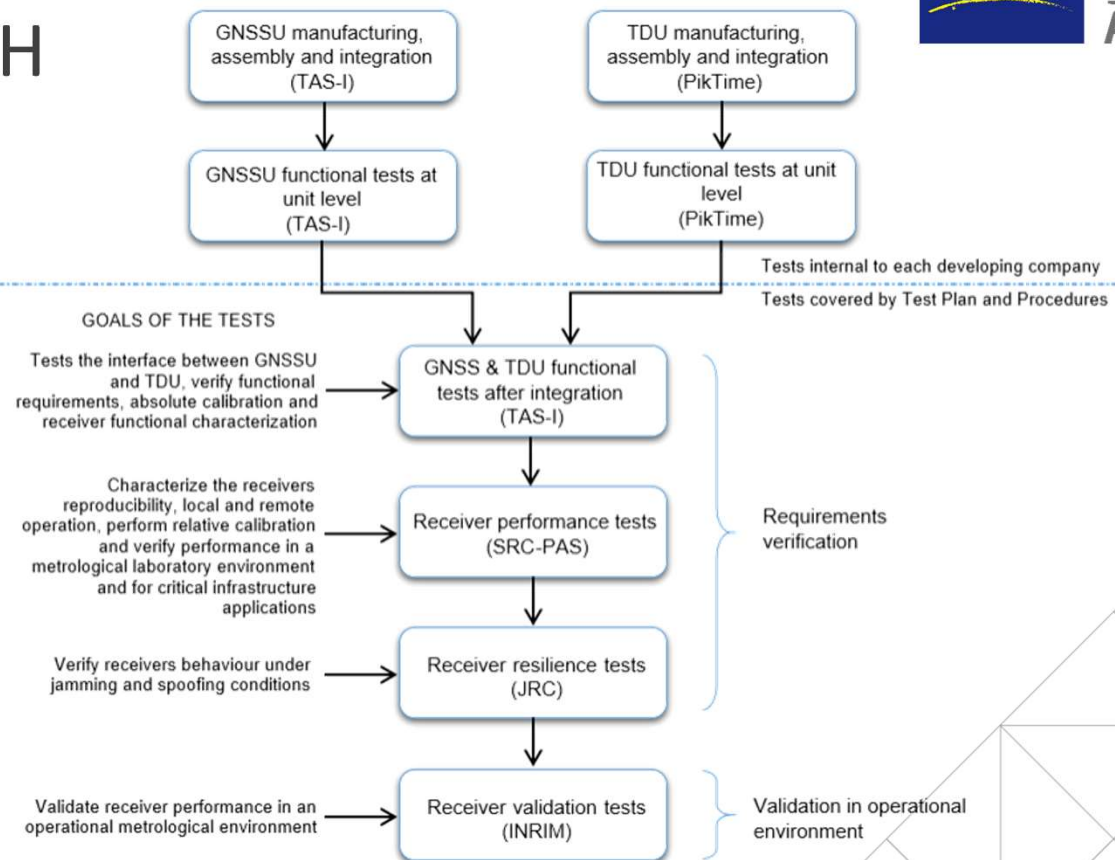 H
GNSSU manufacturing,
assembly and integration
(TAS-I)
TDU manufacturing,
assembly and integration
(PikTime)
GNSSU functional tests at
unit level
(TAS-I)
TDU functional tests at unit
level
(PikTime)
Tests internal to each developing company
Tests covered by Test Plan and Procedures
GOALS OF THE TESTS
Tests the interface between GNSSU
and TDU, verify functional
requirements, absolute calibration and
receiver functional characterization
GNSS & TDU functional
tests after integration
(TAS-I)
Characterize the receivers
reproducibility, local and remote
operation, perform relative calibration
and verify performance in a
metrological laboratory environment
and for critical infrastructure
applications
Receiver performance tests
(SRC-PAS)
Requirements
verification
Verify receivers behaviour under
jamming and spoofing conditions
Receiver resilience tests
(JRC)
Validate receiver performance in an
operational metrological environment
Receiver validation tests
(INRIM)
Validation in operational
environment